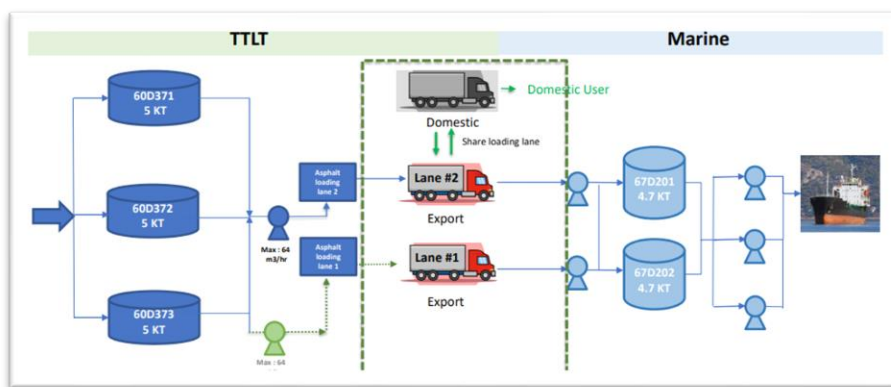 TTLT
Marine
60D371
5 KT
Domestic User
Domestic
Share loading lane
Asphalt
loading
lane 2
Lane #2
Export
67D201
4.7 KT
60D372
5 KT
Max : 64
m3/hr
Asphalt
loading
lane 1
Lane #1
Export
67D202
4.7 KT
60D373
5 KT
Max : 64